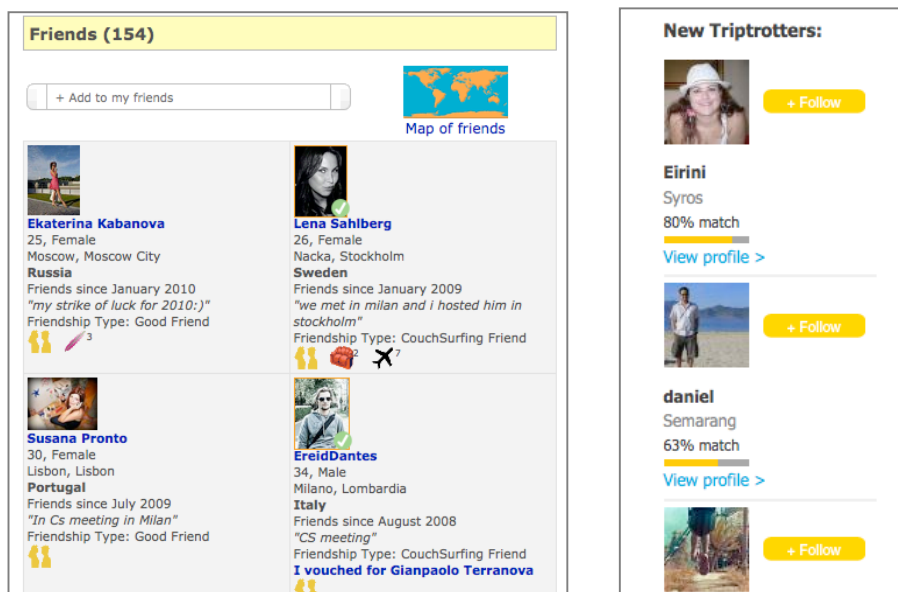 Friends (154)
+ Add to my friends
Map of friends
Ekaterina Kabanova
25, Female
Moscow, Moscow City
Russia
Friends since January 2010
"my strike of luck for 2010:)"
Friendship Type: Good Friend
3
Lena Sahlberg
26, Female
Nacka, Stockholm
Sweden
Friends since January 2009
"we met in milan and i hosted him in
stockholm"
Friendship Type: CouchSurfing Friend
2 7
Susana Pronto
30, Female
Lisbon, Lisbon
Portugal
Friends since July 2009
"In Cs meeting in Milan"
Friendship Type: Good Friend
EreidDantes
34, Male
Milano, Lombardia
Italy
Friends since August 2008
"CS meeting"
Friendship Type: CouchSurfing Friend
I vouched for Gianpaolo Terranova
New Triptrotters:
+ Follow
Eirini
Syros
80% match
View profile >
+ Follow
daniel
Semarang
63% match
View profile >
+ Follow